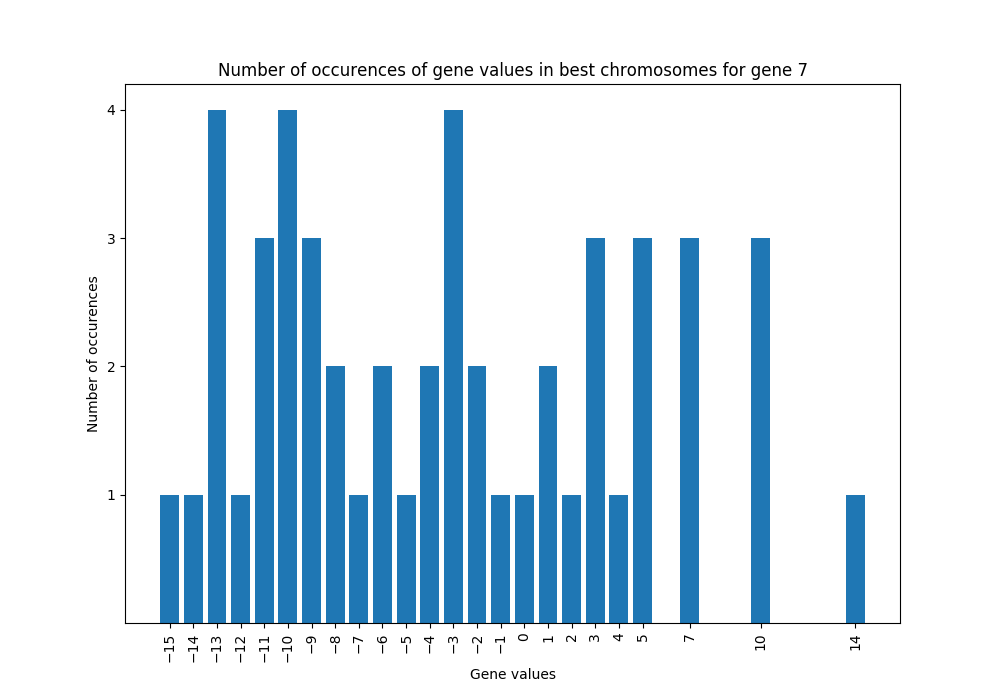 Number of occurences of gene values in best chromosomes for gene 7
4
3
2
1
Number of occurences
−15 −14 −13 −12 −11 −10 −9 −8 −7 −6 −5 −4 −3 −2 −1 0 1 2 3 4 5 7 10 14
Gene values